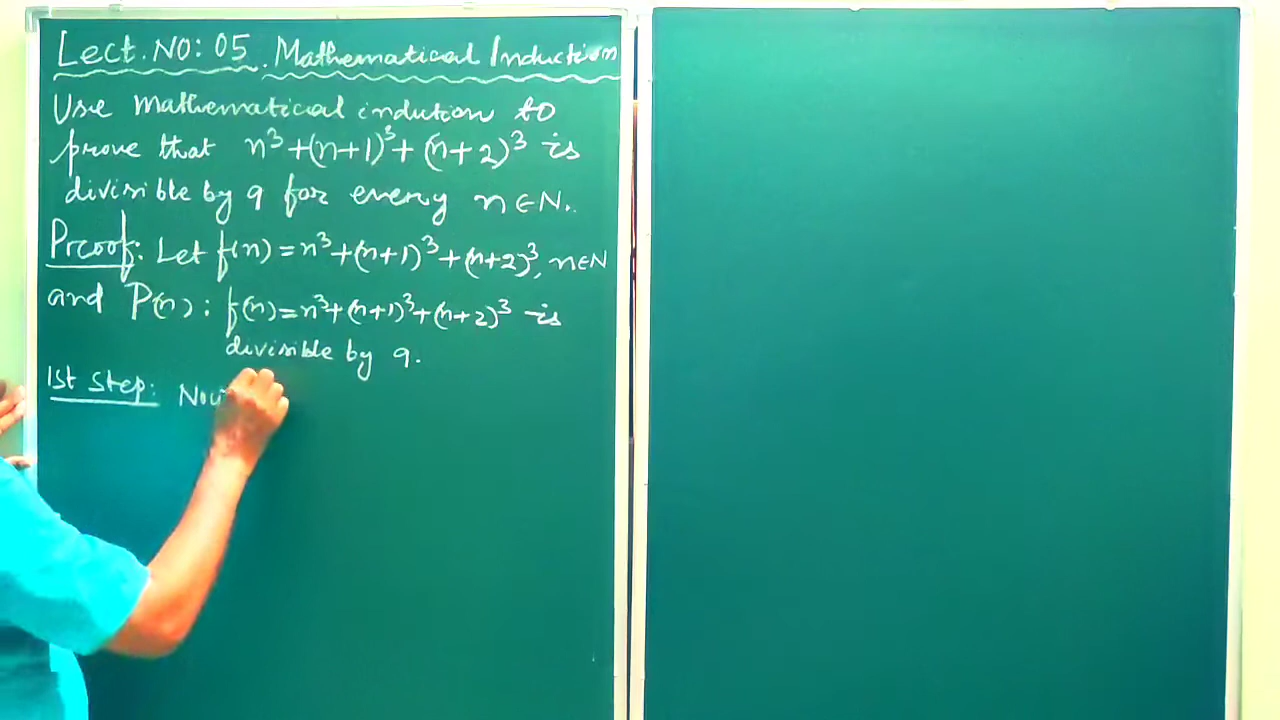 Lect. NO: 05. Mathematical Induction
Use mathematical indution to
prove that n³+(n+1)³+(n+2)³ is
divisible by 9 for every n∈N.
Proof: Let f(n)=n³+(n+1)³+(n+2)³, n∈N
and P(n): f(n)=n³+(n+1)³+(n+2)³ is
divisible by 9.
1st Step: Now